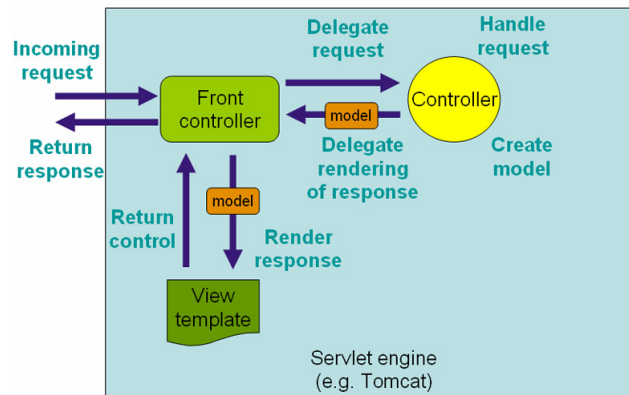 Incoming
request
Return
response
Front
controller
Delegate
request
model
Delegate
rendering
of response
Handle
request
Controller
Create
model
Return
control
model
Render
response
View
template
Servlet engine
(e.g. Tomcat)